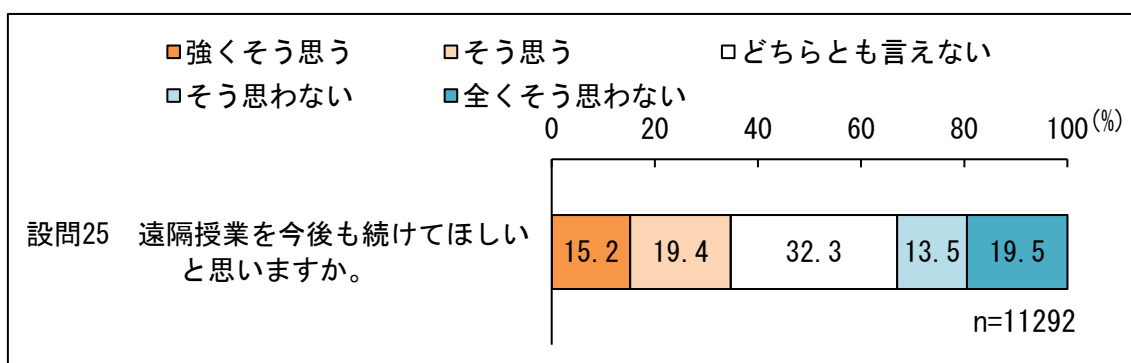 ■強くそう思う ■そう思う □どちらとも言えない
■そう思わない ■全くそう思わない
0 20 40 60 80 100 (%)
設問25 遠隔授業を今後も続けてほしい
と思いますか。
15.2 19.4 32.3 13.5 19.5
n=11292